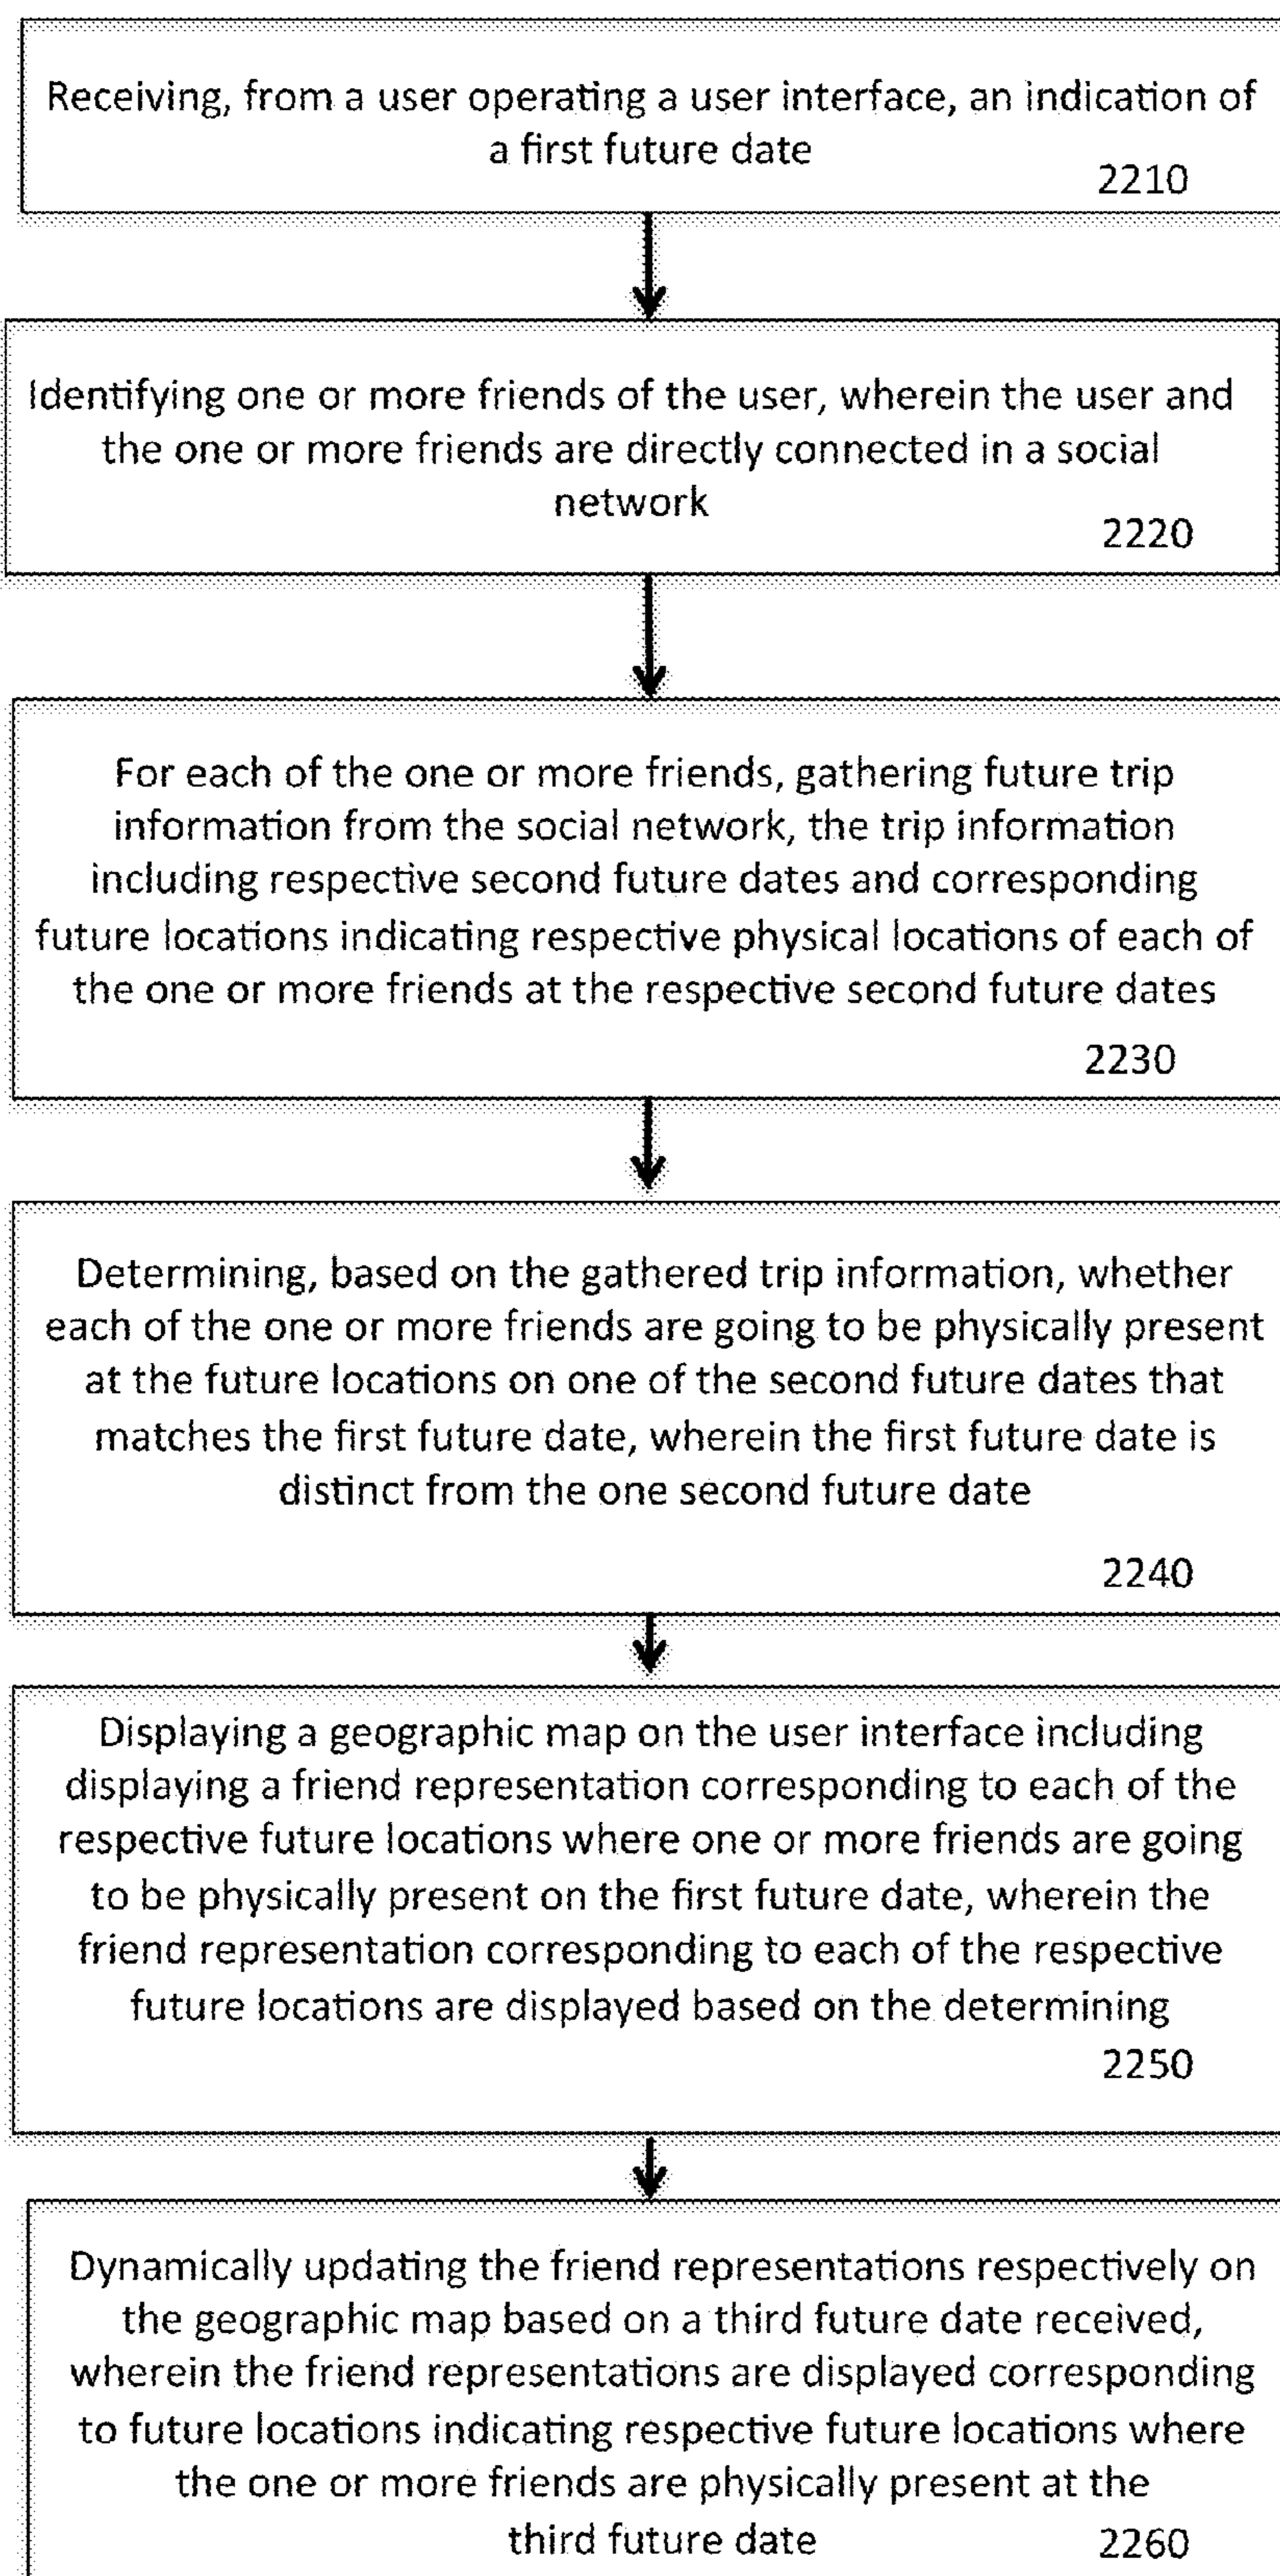 Receiving, from a user operating a user interface, an indication of
a first future date
2210
Identifying one or more friends of the user, wherein the user and
the one or more friends are directly connected in a social
network
2220
For each of the one or more friends, gathering future trip
information from the social network, the trip information
including respective second future dates and corresponding
future locations indicating respective physical locations of each of
the one or more friends at the respective second future dates
2230
Determining, based on the gathered trip information, whether
each of the one or more friends are going to be physically present
at the future locations on one of the second future dates that
matches the first future date, wherein the first future date is
distinct from the one second future date
2240
Displaying a geographic map on the user interface including
displaying a friend representation corresponding to each of the
respective future locations where one or more friends are going
to be physically present on the first future date, wherein the
friend representation corresponding to each of the respective
future locations are displayed based on the determining
2250
Dynamically updating the friend representations respectively on
the geographic map based on a third future date received,
wherein the friend representations are displayed corresponding
to future locations indicating respective future locations where
the one or more friends are physically present at the
third future date 2260